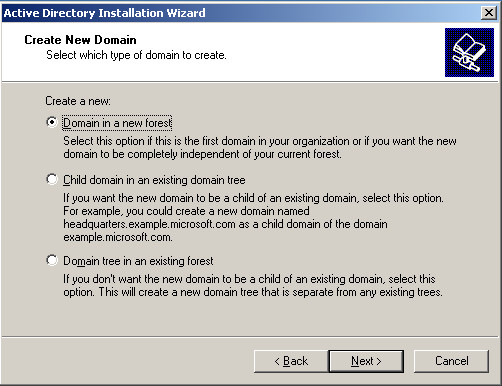 Active Directory Installation Wizard
Create New Domain
Select which type of domain to create.
Create a new:
Domain in a new forest
Select this option if this is the first domain in your organization or if you want the new
domain to be completely independent of your current forest.
Child domain in an existing domain tree
If you want the new domain to be a child of an existing domain, select this option.
For example, you could create a new domain named
headquarters.example.microsoft.com as a child domain of the domain
example.microsoft.com.
Domain tree in an existing forest
If you don't want the new domain to be a child of an existing domain, select this
option. This will create a new domain tree that is separate from any existing trees.
< Back
Next >
Cancel